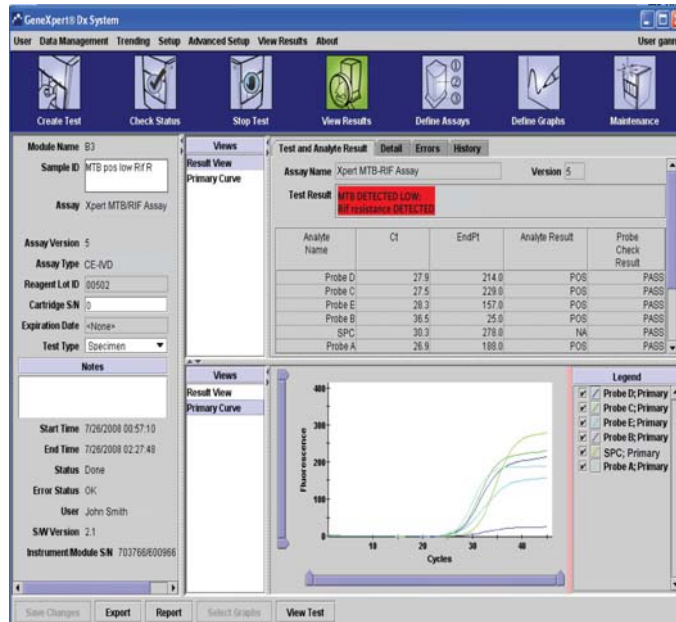 GeneXpert® Dx System
User Data Management Trending Setup Advanced Setup View Results About User
Create Test Check Status Stop Test View Results Define Assays Define Graphs Maintenance
Module Name B3
Sample ID MTB pos low Rif R
Assay Xpert MTB/RIF Assay
Assay Version 5
Assay Type CE-IVD
Reagent Lot ID 00502
Cartridge S/N 0
Expiration Date <None>
Test Type Specimen
Notes
Start Time 7/26/2008 00:57:10
End Time 7/26/2008 02:27:48
Status Done
Error Status OK
User John Smith
S/W Version 2.1
Instrument Module S/N 703766/600966
Views
Result View
Primary Curve
Test and Analyte Result Detail Errors History
Assay Name Xpert MTB-RIF Assay Version 5
Test Result MTB DETECTED LOW;
Rif resistance DETECTED
Analyte Name Ct EndPt Analyte Result Probe Check Result
Probe D 27.9 214.0 POS PASS
Probe C 27.5 229.0 POS PASS
Probe E 28.3 157.0 POS PASS
Probe B 36.5 25.0 POS PASS
SPC 30.3 278.0 NA PASS
Probe A 26.9 188.0 POS PASS
Views
Result View
Primary Curve
Fluorescence
400
300
200
100
0
10 20 30 40
Cycles
Legend
Probe D; Primary
Probe C; Primary
Probe E; Primary
Probe B; Primary
SPC; Primary
Probe A; Primary
Save Changes Export Report Select Graphs View Test